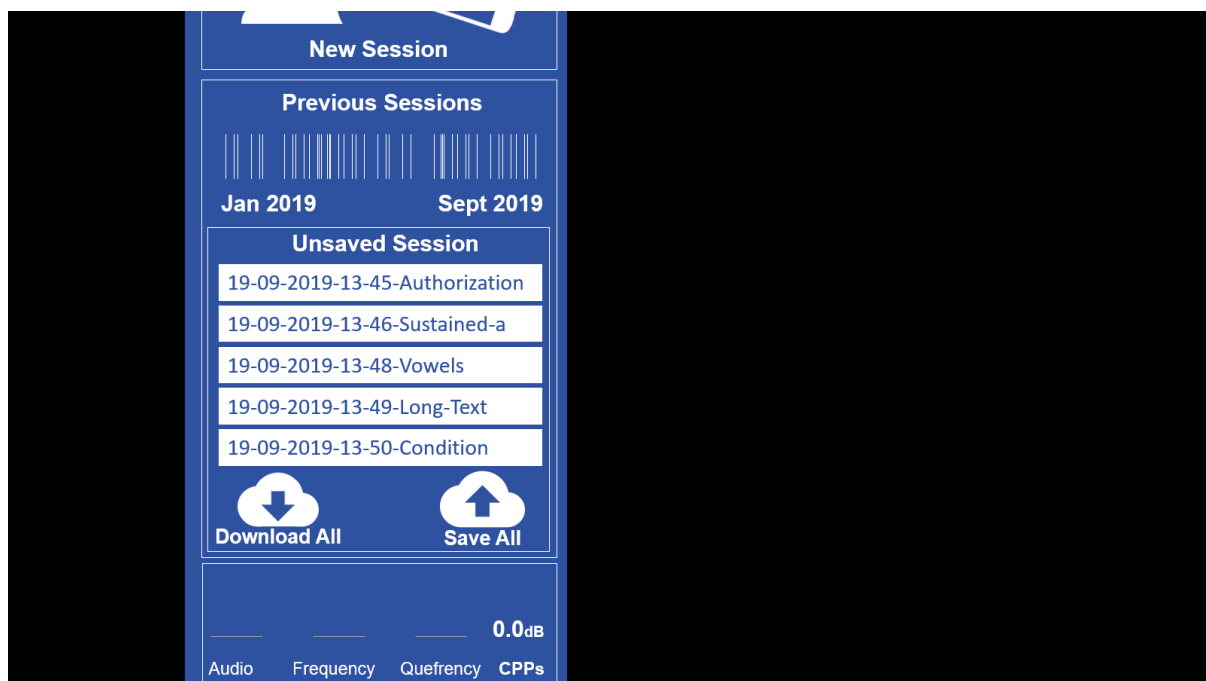 New Session
Previous Sessions
Jan 2019 Sept 2019
Unsaved Session
19-09-2019-13-45-Authorization
19-09-2019-13-46-Sustained-a
19-09-2019-13-48-Vowels
19-09-2019-13-49-Long-Text
19-09-2019-13-50-Condition
Download All Save All
0.0dB
Audio Frequency Quefrency CPPs